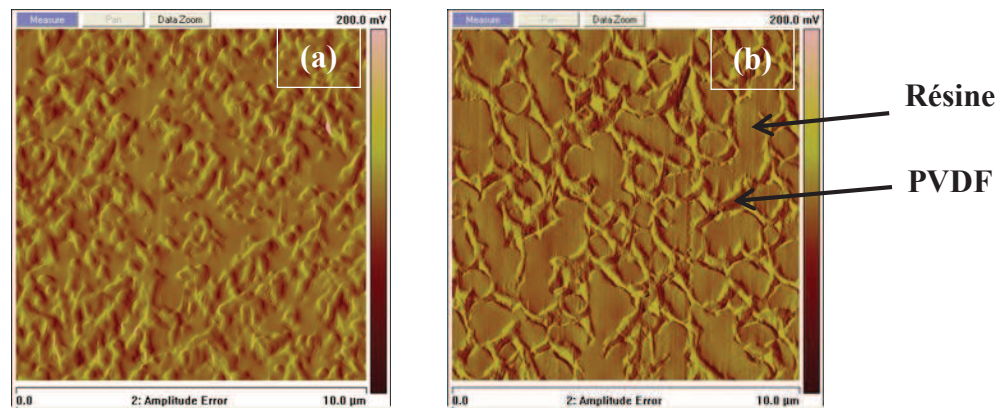 Measure Pan Data Zoom 200.0 mV
(a)
0.0 2: Amplitude Error 10.0 µm
Measure Pan Data Zoom 200.0 mV
(b)
0.0 2: Amplitude Error 10.0 µm
Résine
PVDF